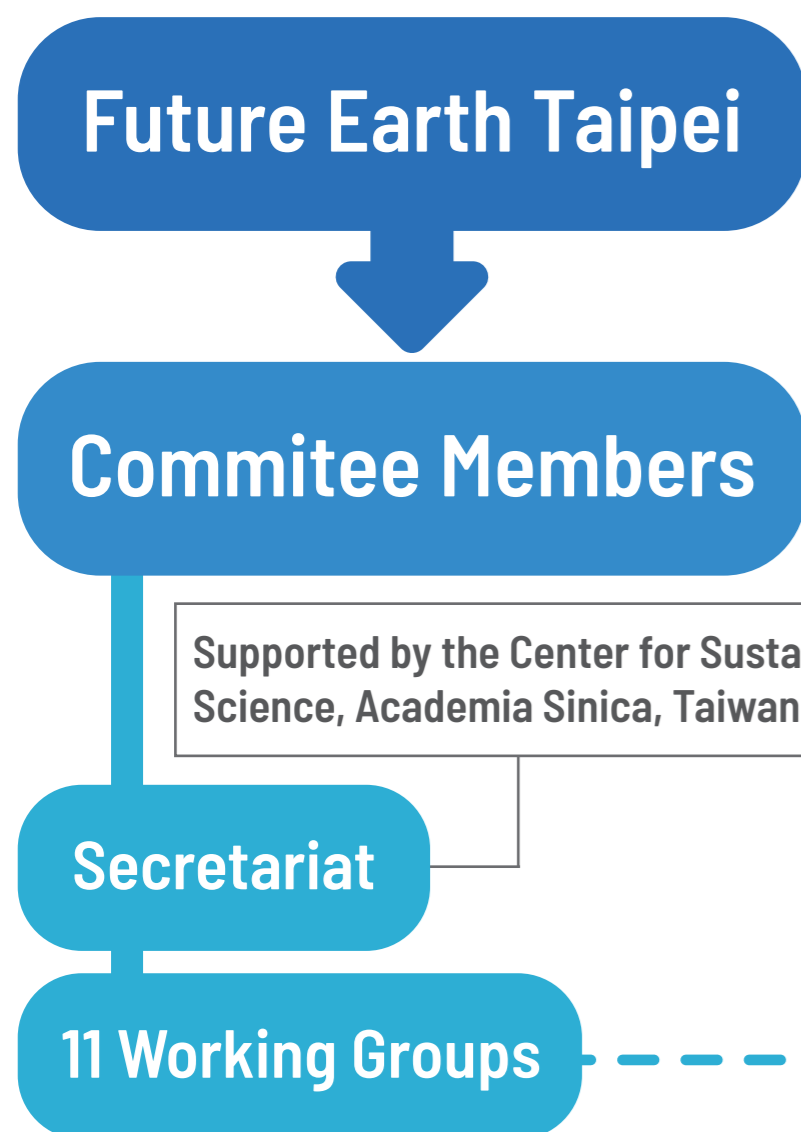 Future Earth Taipei
Commitee Members
Supported by the Center for Susta
Science, Academia Sinica, Taiwan
Secretariat
11 Working Groups